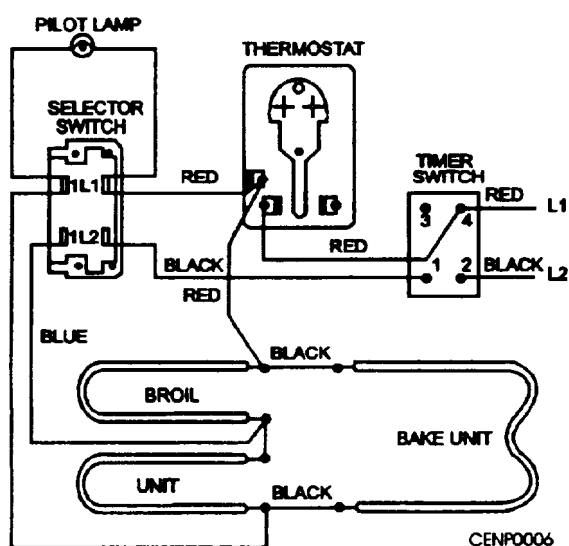 PILOT LAMP
THERMOSTAT
SELECTOR
SWITCH
1L1
RED
TIMER
SWITCH
RED
L1
3
4
1L2
BLACK
RED
1
2
BLACK
L2
RED
BLUE
BLACK
BROIL
BAKE UNIT
UNIT
BLACK
CENP0006